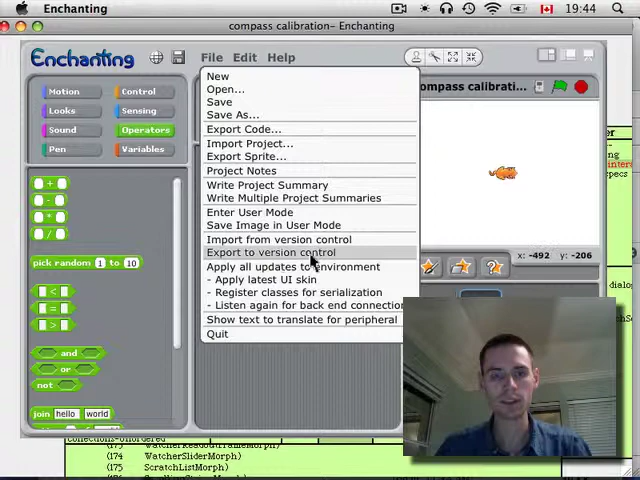 Enchanting
19:44
compass calibration- Enchanting
Enchanting
File Edit Help
compass calibrati...
Motion
Control
Looks
Sensing
Sound
Operators
Pen
Variables
+
-
*
/
pick random 1 to 10
<
=
>
and
or
not
join hello world
New
Open...
Save
Save As...
Export Code...
Import Project...
Export Sprite...
Project Notes
Write Project Summary
Write Multiple Project Summaries
Enter User Mode
Save Image in User Mode
Import from version control
Export to version control
Apply all updates to environment
- Apply latest UI skin
- Register classes for serialization
- Listen again for back end connection
Show text to translate for peripheral
Quit
x: -492 y: -206
Collections-Unordered
(174 WatcherSliderMorph)
(175 ScratchListMorph)